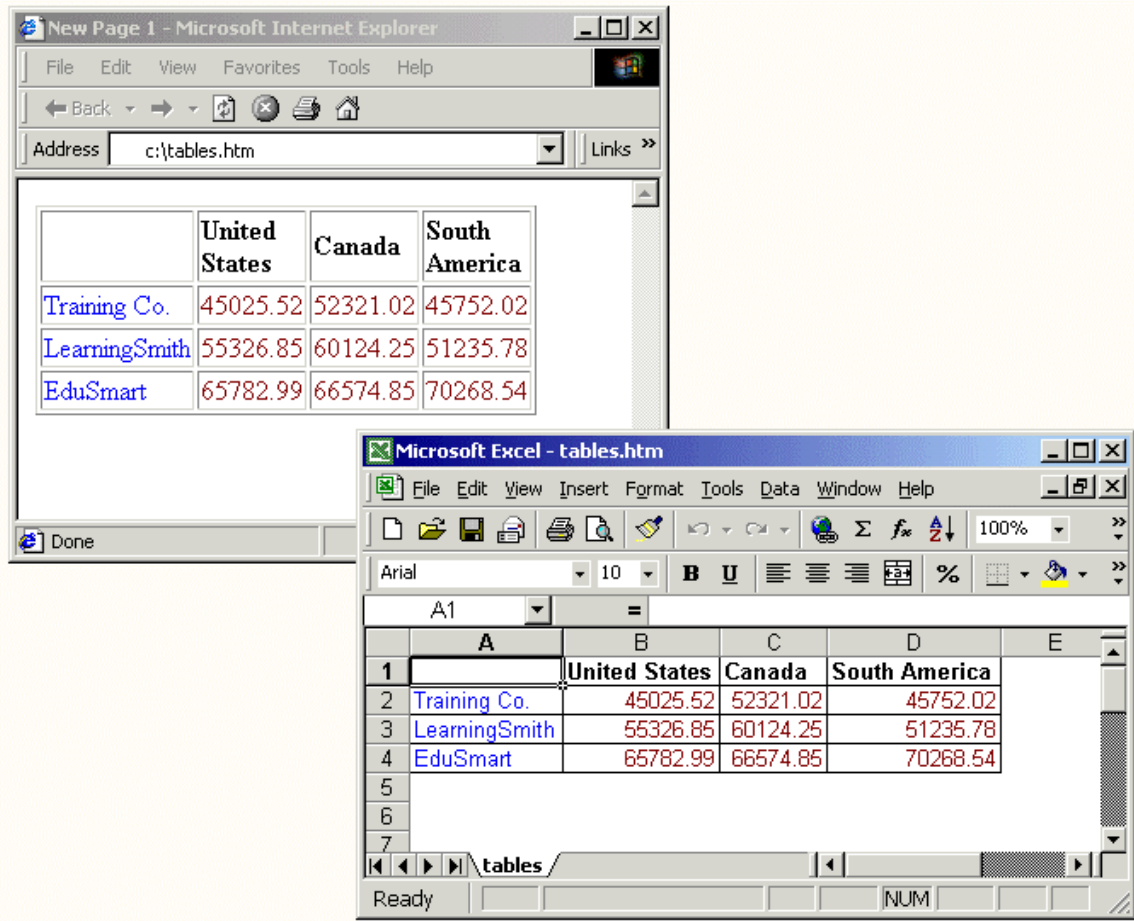 New Page 1 - Microsoft Internet Explorer
File Edit View Favorites Tools Help
Back
Address c:\tables.htm Links »
United States Canada South America
Training Co. 45025.52 52321.02 45752.02
LearningSmith 55326.85 60124.25 51235.78
EduSmart 65782.99 66574.85 70268.54
Done
Microsoft Excel - tables.htm
File Edit View Insert Format Tools Data Window Help
Σ fx A Z 100% »
Arial 10 B U a % »
A1 =
A B C D E
1 United States Canada South America
2 Training Co. 45025.52 52321.02 45752.02
3 LearningSmith 55326.85 60124.25 51235.78
4 EduSmart 65782.99 66574.85 70268.54
5
6
7
tables
Ready NUM